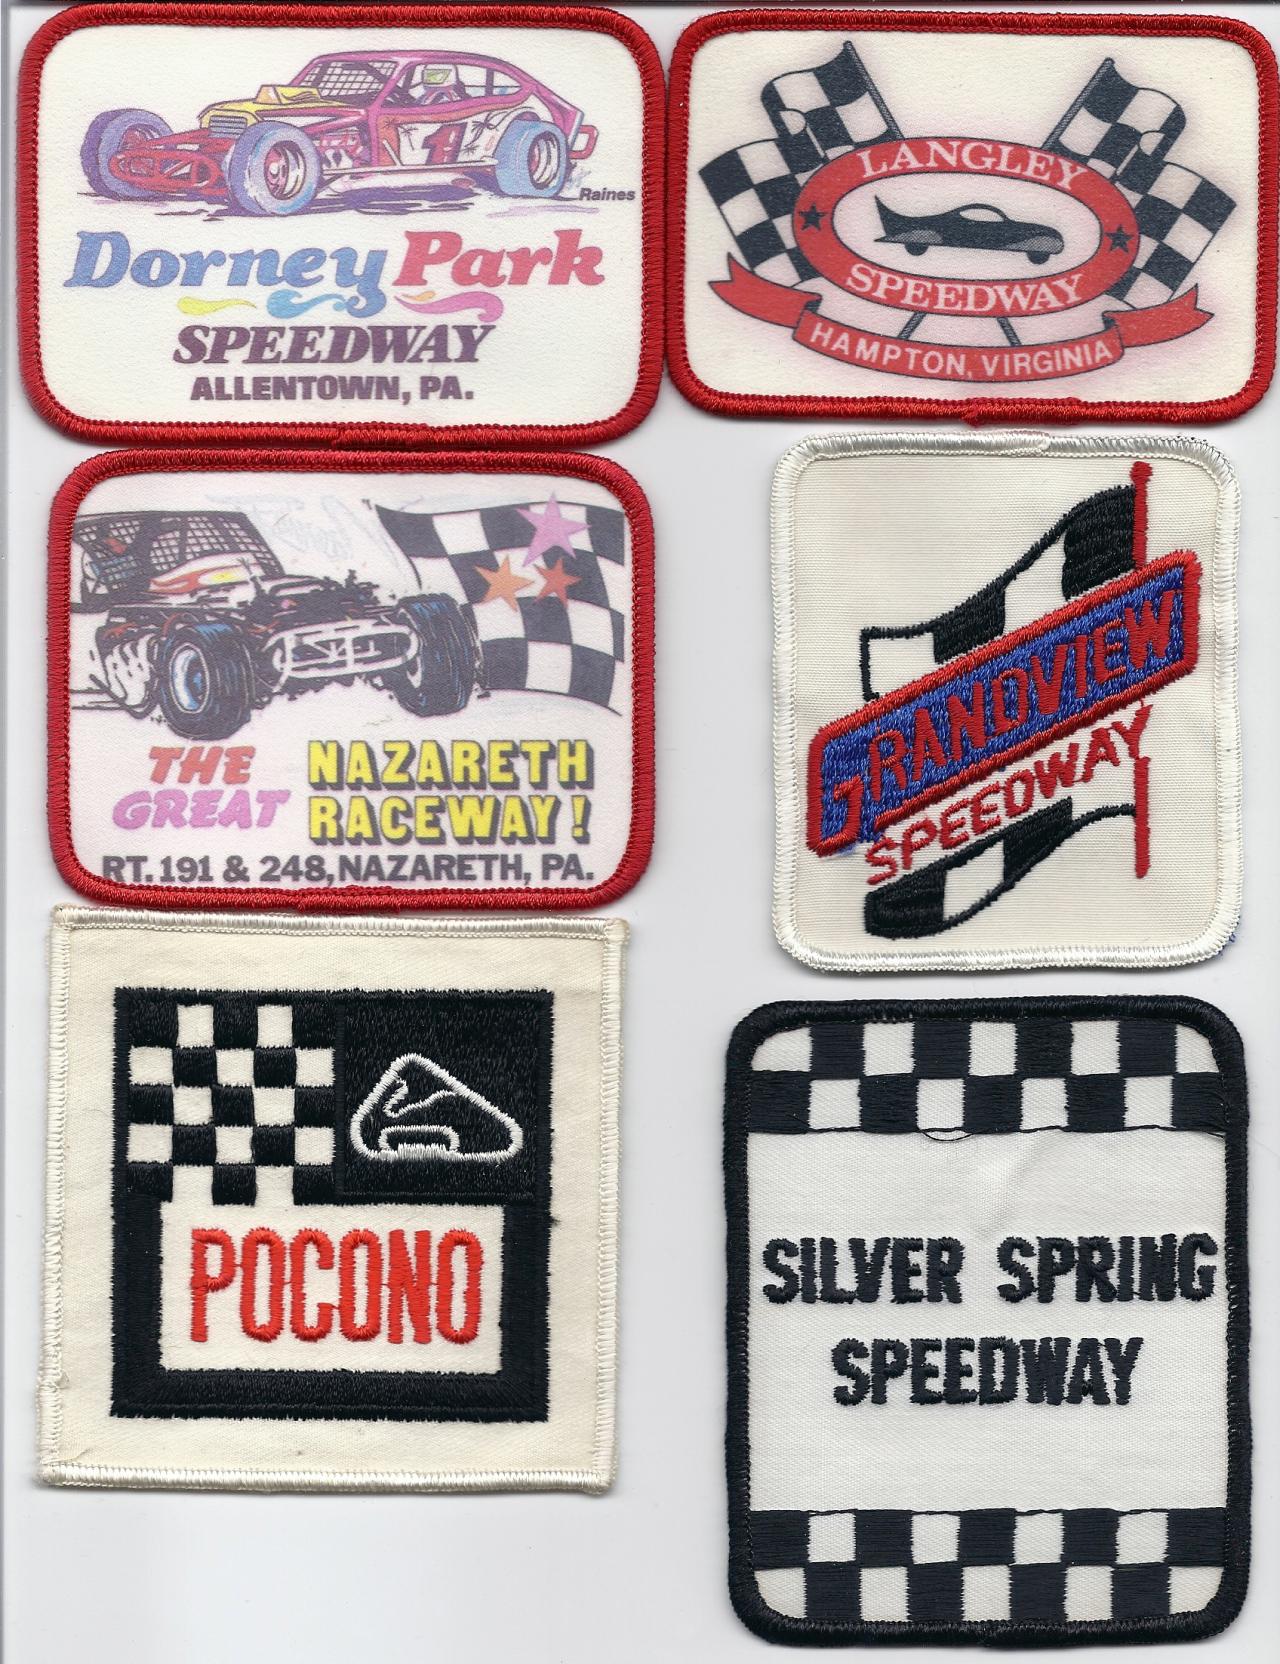 Raines
Dorney Park
SPEEDWAY
ALLENTOWN, PA.
LANGLEY
SPEEDWAY
HAMPTON, VIRGINIA
THE GREAT
NAZARETH
RACEWAY!
RT. 191 & 248, NAZARETH, PA.
GRANDVIEW
SPEEDWAY
POCONO
SILVER SPRING
SPEEDWAY